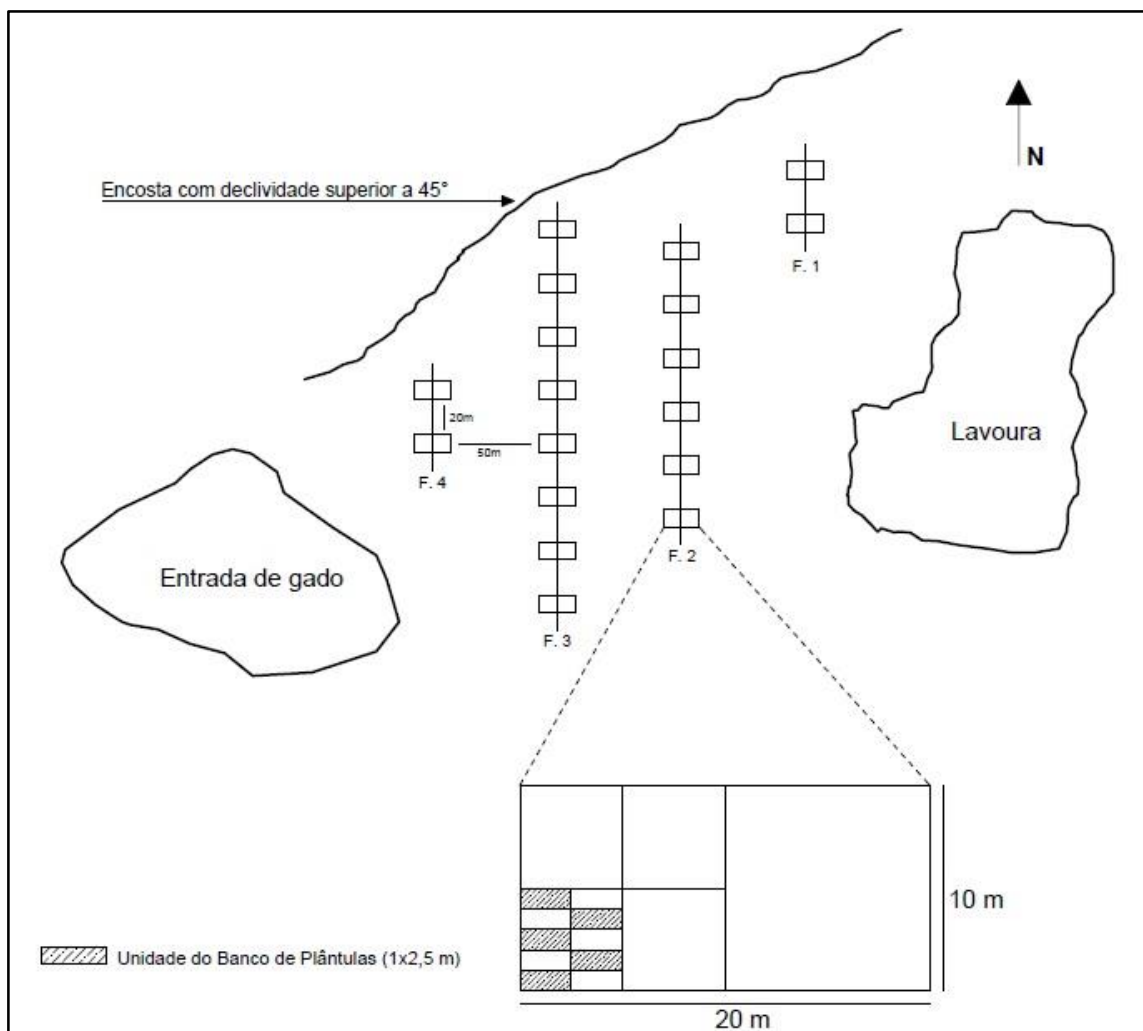 N
Encosta com declividade superior a 45°
F. 1
Lavoura
20m
50m
F. 4
F. 2
Entrada de gado
F. 3
10 m
Unidade do Banco de Plântulas (1x2,5 m)
20 m